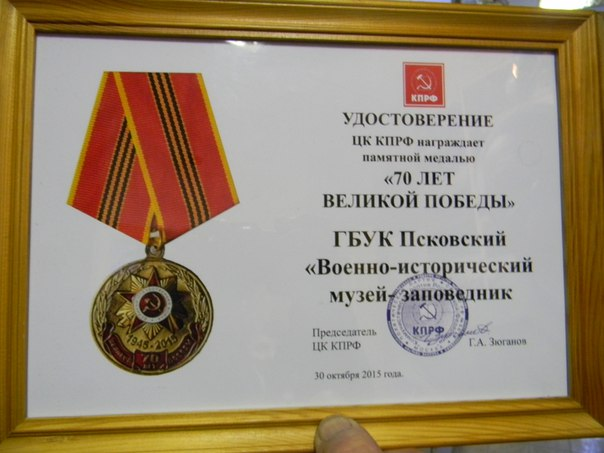 КПРФ
УДОСТОВЕРЕНИЕ
ЦК КПРФ награждает
памятной медалью
«70 ЛЕТ
ВЕЛИКОЙ ПОБЕДЫ»
ГБУК Псковский
«Военно-исторический
музей- заповедник
КПРФ
Председатель
ЦК КПРФ
Г.А. Зюганов
30 октября 2015 года.
1945-2015
70
ЛЕТ